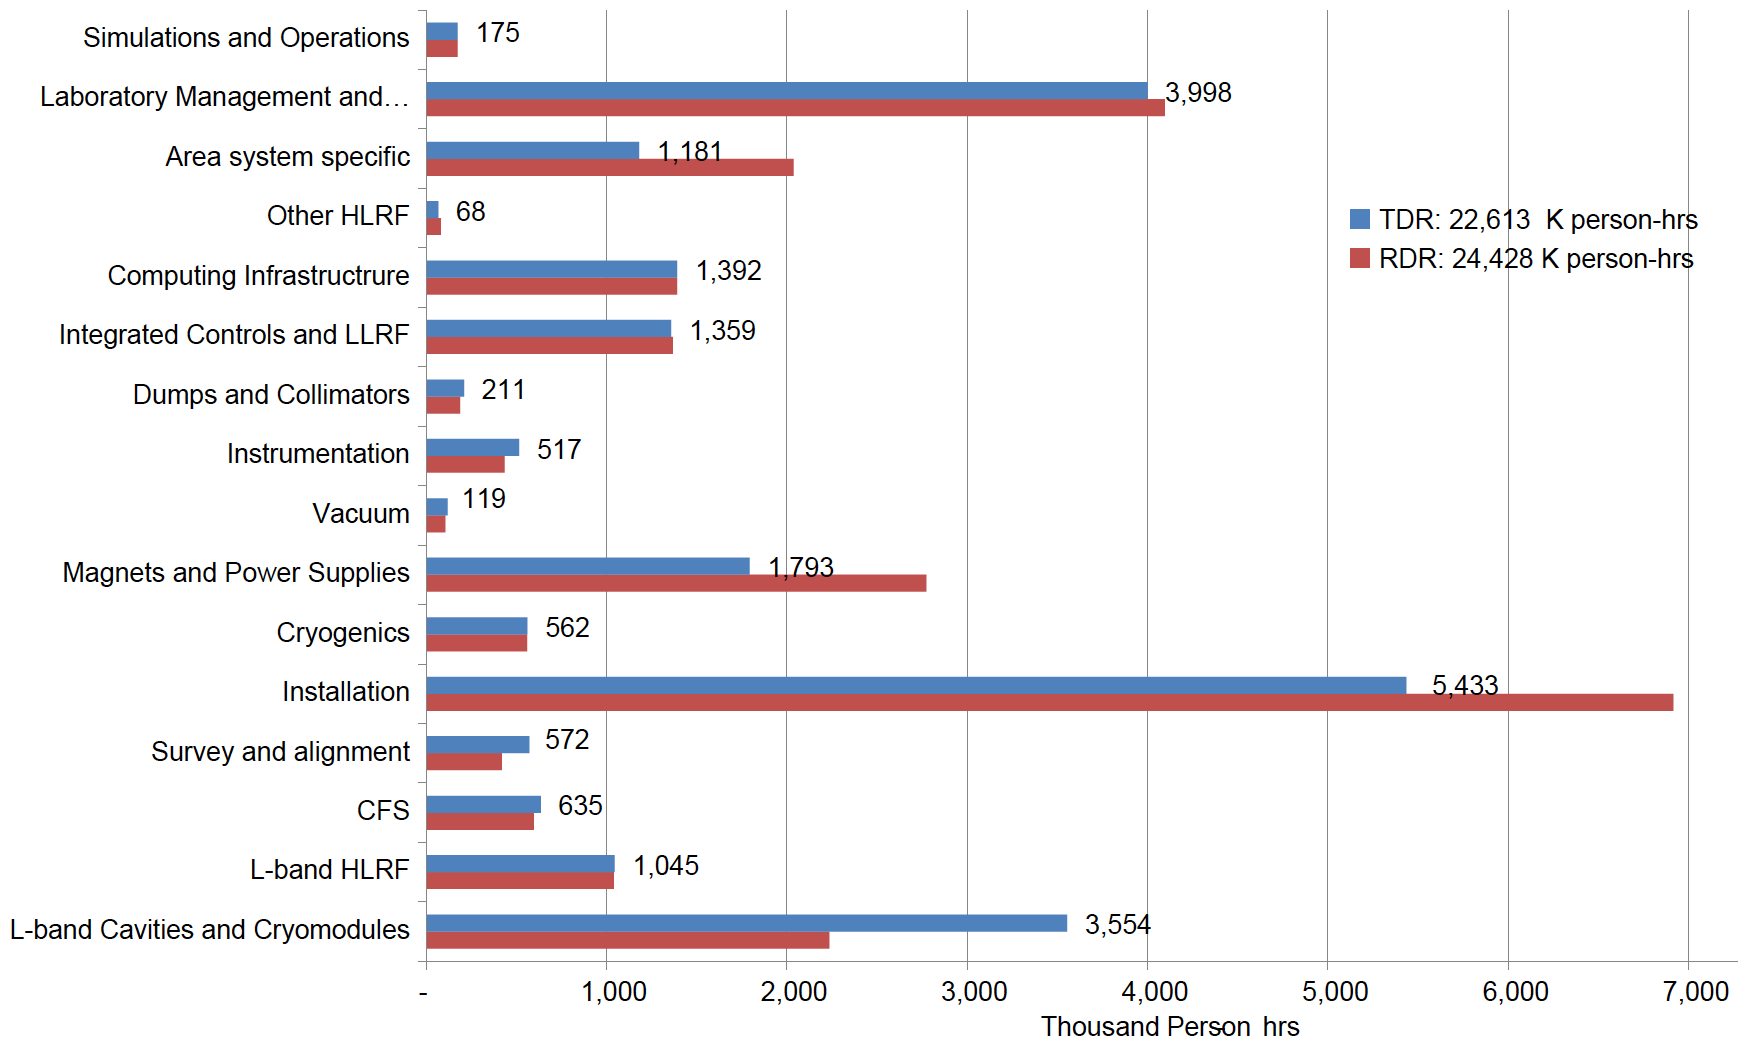 Simulations and Operations 175
Laboratory Management and… 3,998
Area system specific 1,181
Other HLRF 68
TDR: 22,613 K person-hrs
RDR: 24,428 K person-hrs
Computing Infrastructrure 1,392
Integrated Controls and LLRF 1,359
Dumps and Collimators 211
Instrumentation 517
Vacuum 119
Magnets and Power Supplies 1,793
Cryogenics 562
Installation 5,433
Survey and alignment 572
CFS 635
L-band HLRF 1,045
L-band Cavities and Cryomodules 3,554
- 1,000 2,000 3,000 4,000 5,000 6,000 7,000
Thousand Person- hrs